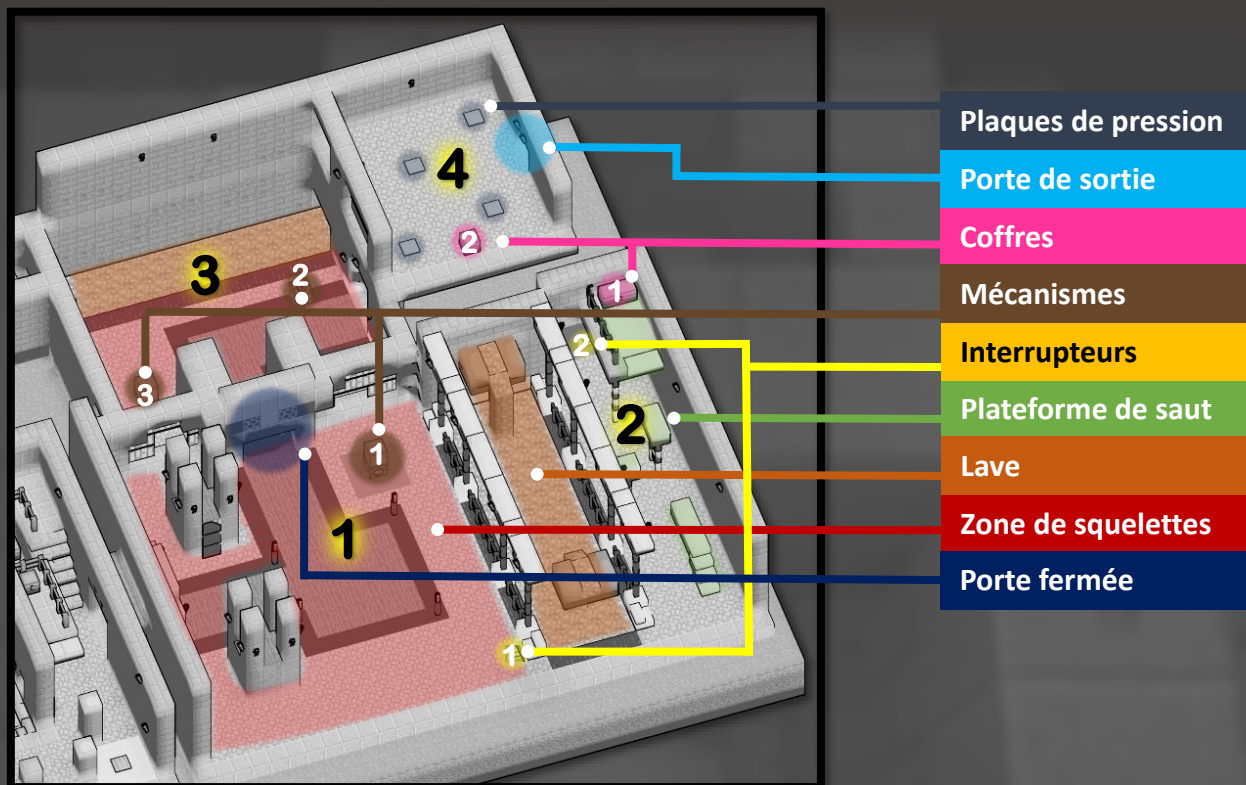 Plaques de pression
Porte de sortie
Coffres
Mécanismes
Interrupteurs
Plateforme de saut
Lave
Zone de squelettes
Porte fermée
4
2
3
2
1
2
3
2
1
1
1